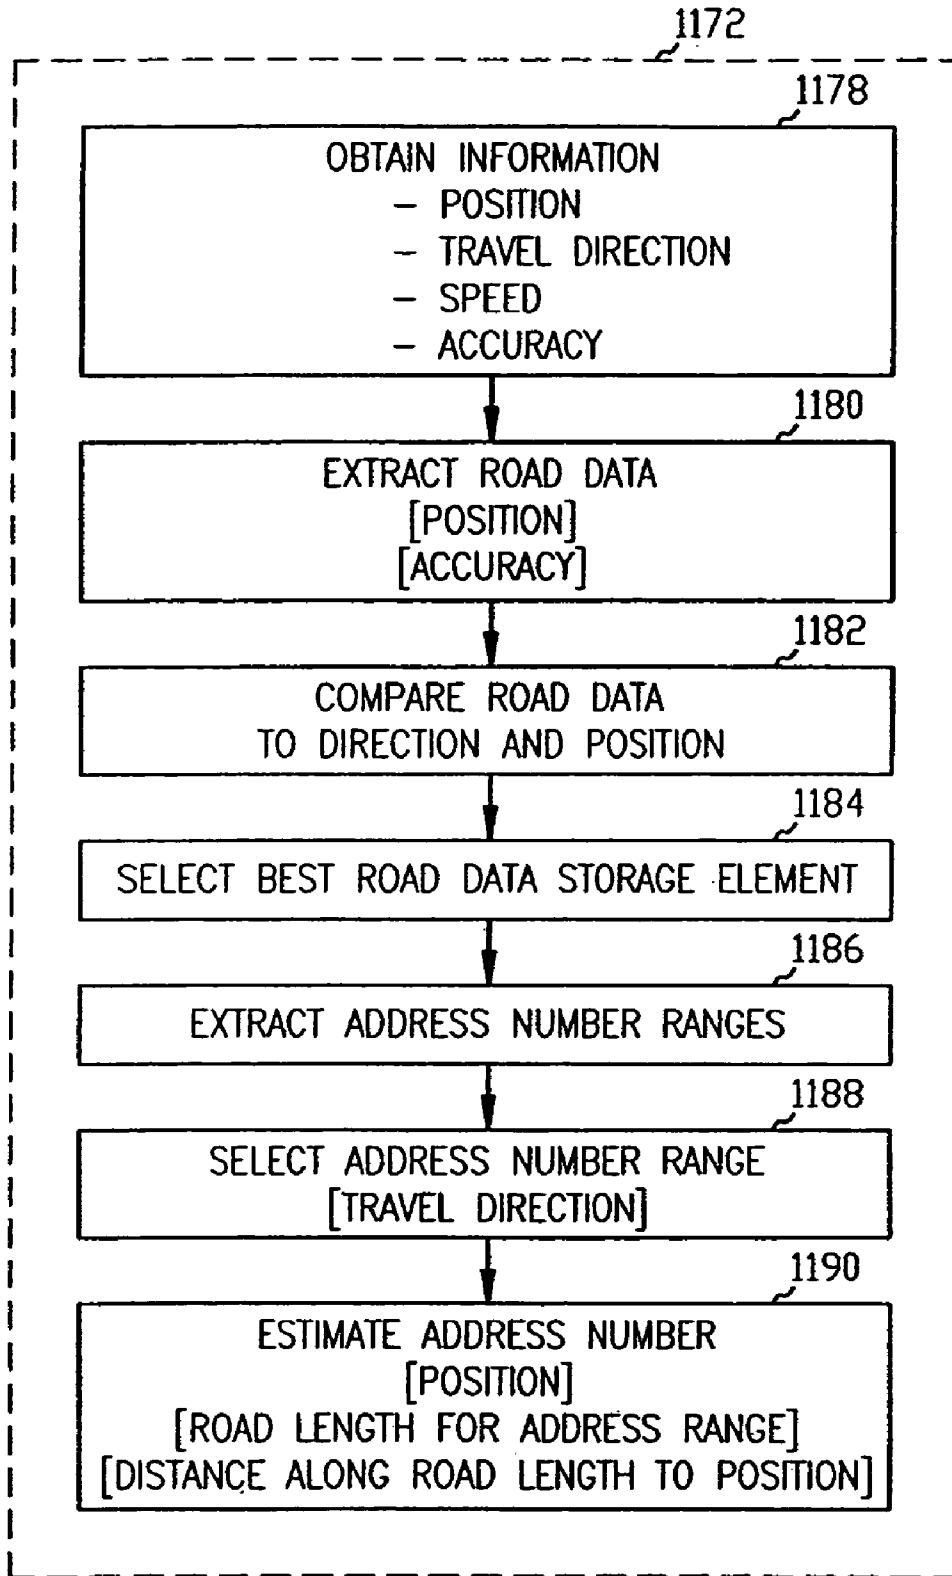 1172
1178
OBTAIN INFORMATION
– POSITION
– TRAVEL DIRECTION
– SPEED
– ACCURACY
1180
EXTRACT ROAD DATA
[POSITION]
[ACCURACY]
1182
COMPARE ROAD DATA
TO DIRECTION AND POSITION
1184
SELECT BEST ROAD DATA STORAGE ELEMENT
1186
EXTRACT ADDRESS NUMBER RANGES
1188
SELECT ADDRESS NUMBER RANGE
[TRAVEL DIRECTION]
1190
ESTIMATE ADDRESS NUMBER
[POSITION]
[ROAD LENGTH FOR ADDRESS RANGE]
[DISTANCE ALONG ROAD LENGTH TO POSITION]